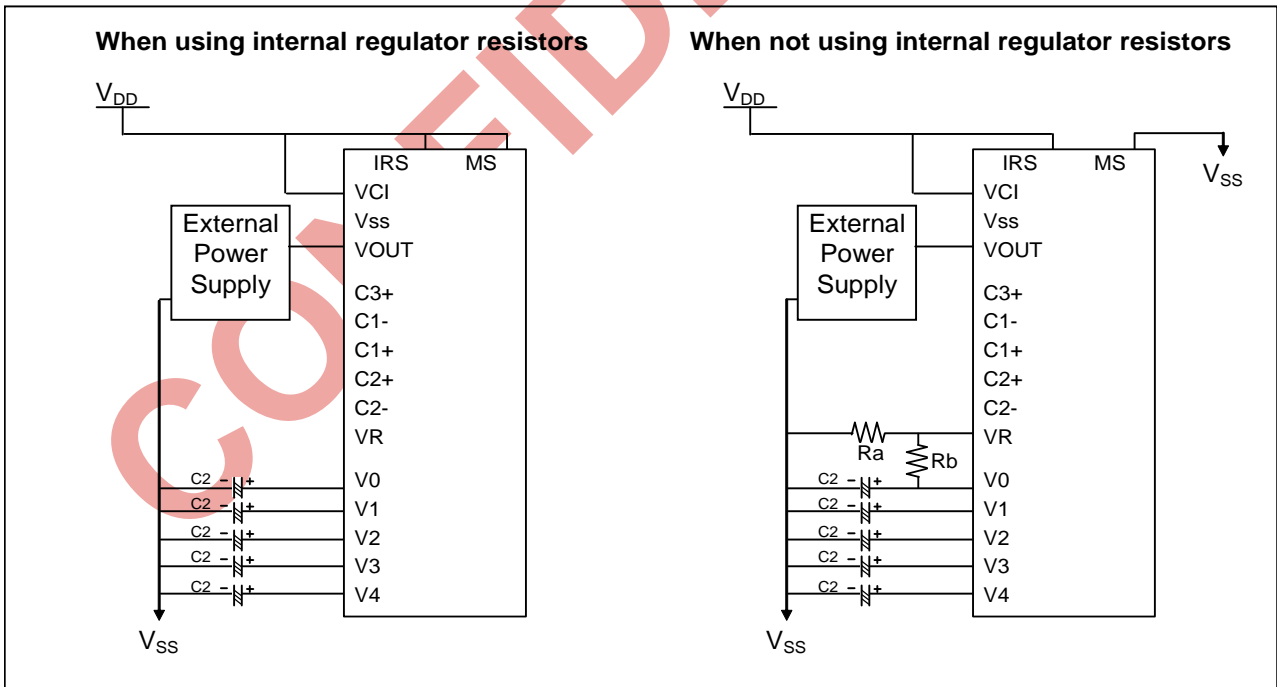 When using internal regulator resistors
When not using internal regulator resistors
VDD
IRS MS
VCI
Vss
VOUT
External
Power
Supply
C3+
C1-
C1+
C2+
C2-
VR
C2 - + V0
C2 - + V1
C2 - + V2
C2 - + V3
C2 - + V4
VSS
VDD
IRS MS
VSS
VCI
Vss
VOUT
External
Power
Supply
C3+
C1-
C1+
C2+
C2-
VR
Ra
Rb
C2 - + V0
C2 - + V1
C2 - + V2
C2 - + V3
C2 - + V4
VSS